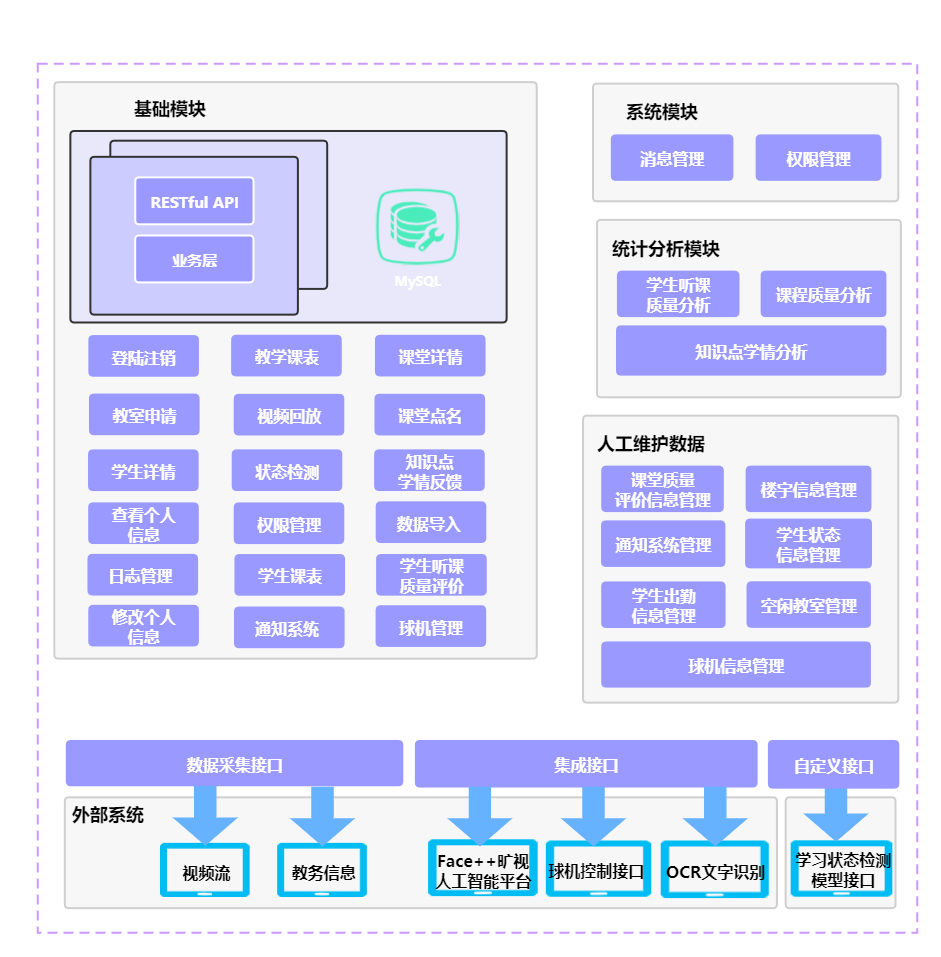 基础模块
RESTful API
业务层
MySQL
登陆注销
教学课表
课堂详情
教室申请
视频回放
课堂点名
学生详情
状态检测
知识点
学情反馈
查看个人
信息
权限管理
数据导入
日志管理
学生课表
学生听课
质量评价
修改个人
信息
通知系统
球机管理
系统模块
消息管理
权限管理
统计分析模块
学生听课
质量分析
课程质量分析
知识点学情分析
人工维护数据
课堂质量
评价信息管理
楼宇信息管理
通知系统管理
学生状态
信息管理
学生出勤
信息管理
空闲教室管理
球机信息管理
数据采集接口
集成接口
自定义接口
外部系统
视频流
教务信息
Face++旷视
人工智能平台
球机控制接口
OCR文字识别
学习状态检测
模型接口